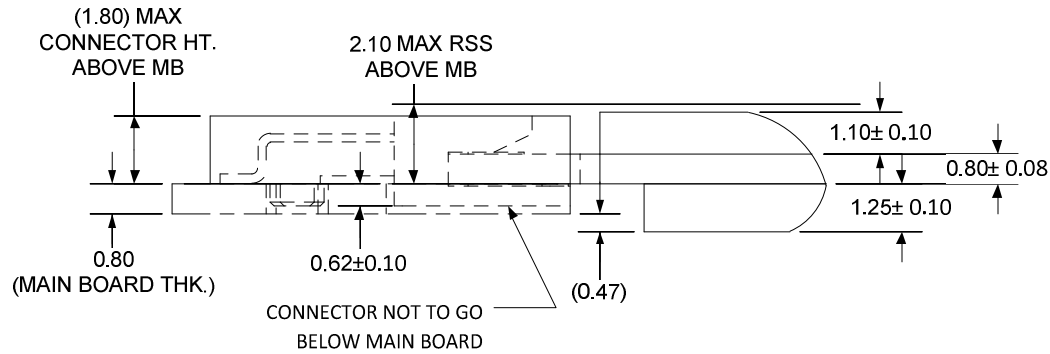 (1.80) MAX
CONNECTOR HT.
ABOVE MB
2.10 MAX RSS
ABOVE MB
1.10± 0.10
0.80± 0.08
1.25± 0.10
0.80
(MAIN BOARD THK.)
0.62±0.10
(0.47)
CONNECTOR NOT TO GO
BELOW MAIN BOARD